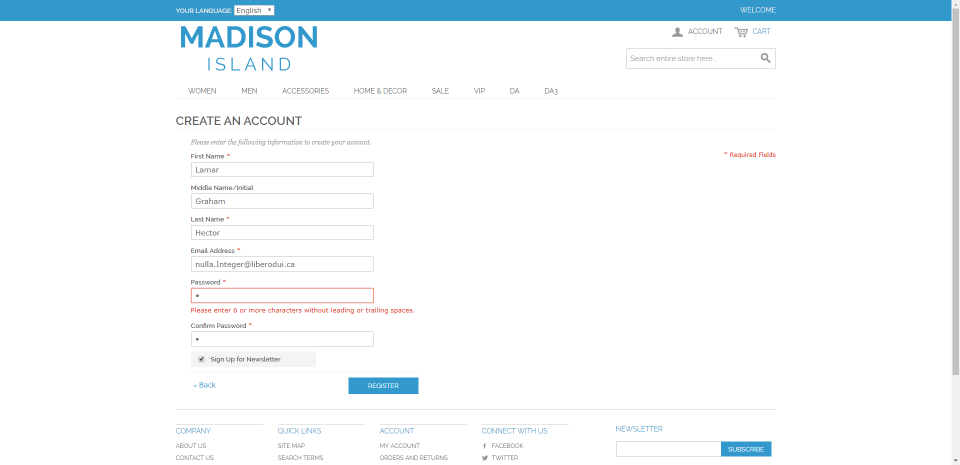 YOUR LANGUAGE: English
WELCOME
MADISON
ISLAND
ACCOUNT CART
Search entire store here...
WOMEN MEN ACCESSORIES HOME & DECOR SALE VIP DA DA3
CREATE AN ACCOUNT
Please enter the following information to create your account.
* Required Fields
First Name *
Lamar
Middle Name/Initial
Graham
Last Name *
Hector
Email Address *
nulla.Integer@liberodui.ca
Password *
Please enter 6 or more characters without leading or trailing spaces.
Confirm Password *
Sign Up for Newsletter
« Back
REGISTER
COMPANY
ABOUT US
CONTACT US
QUICK LINKS
SITE MAP
SEARCH TERMS
ACCOUNT
MY ACCOUNT
ORDERS AND RETURNS
CONNECT WITH US
FACEBOOK
TWITTER
NEWSLETTER
SUBSCRIBE